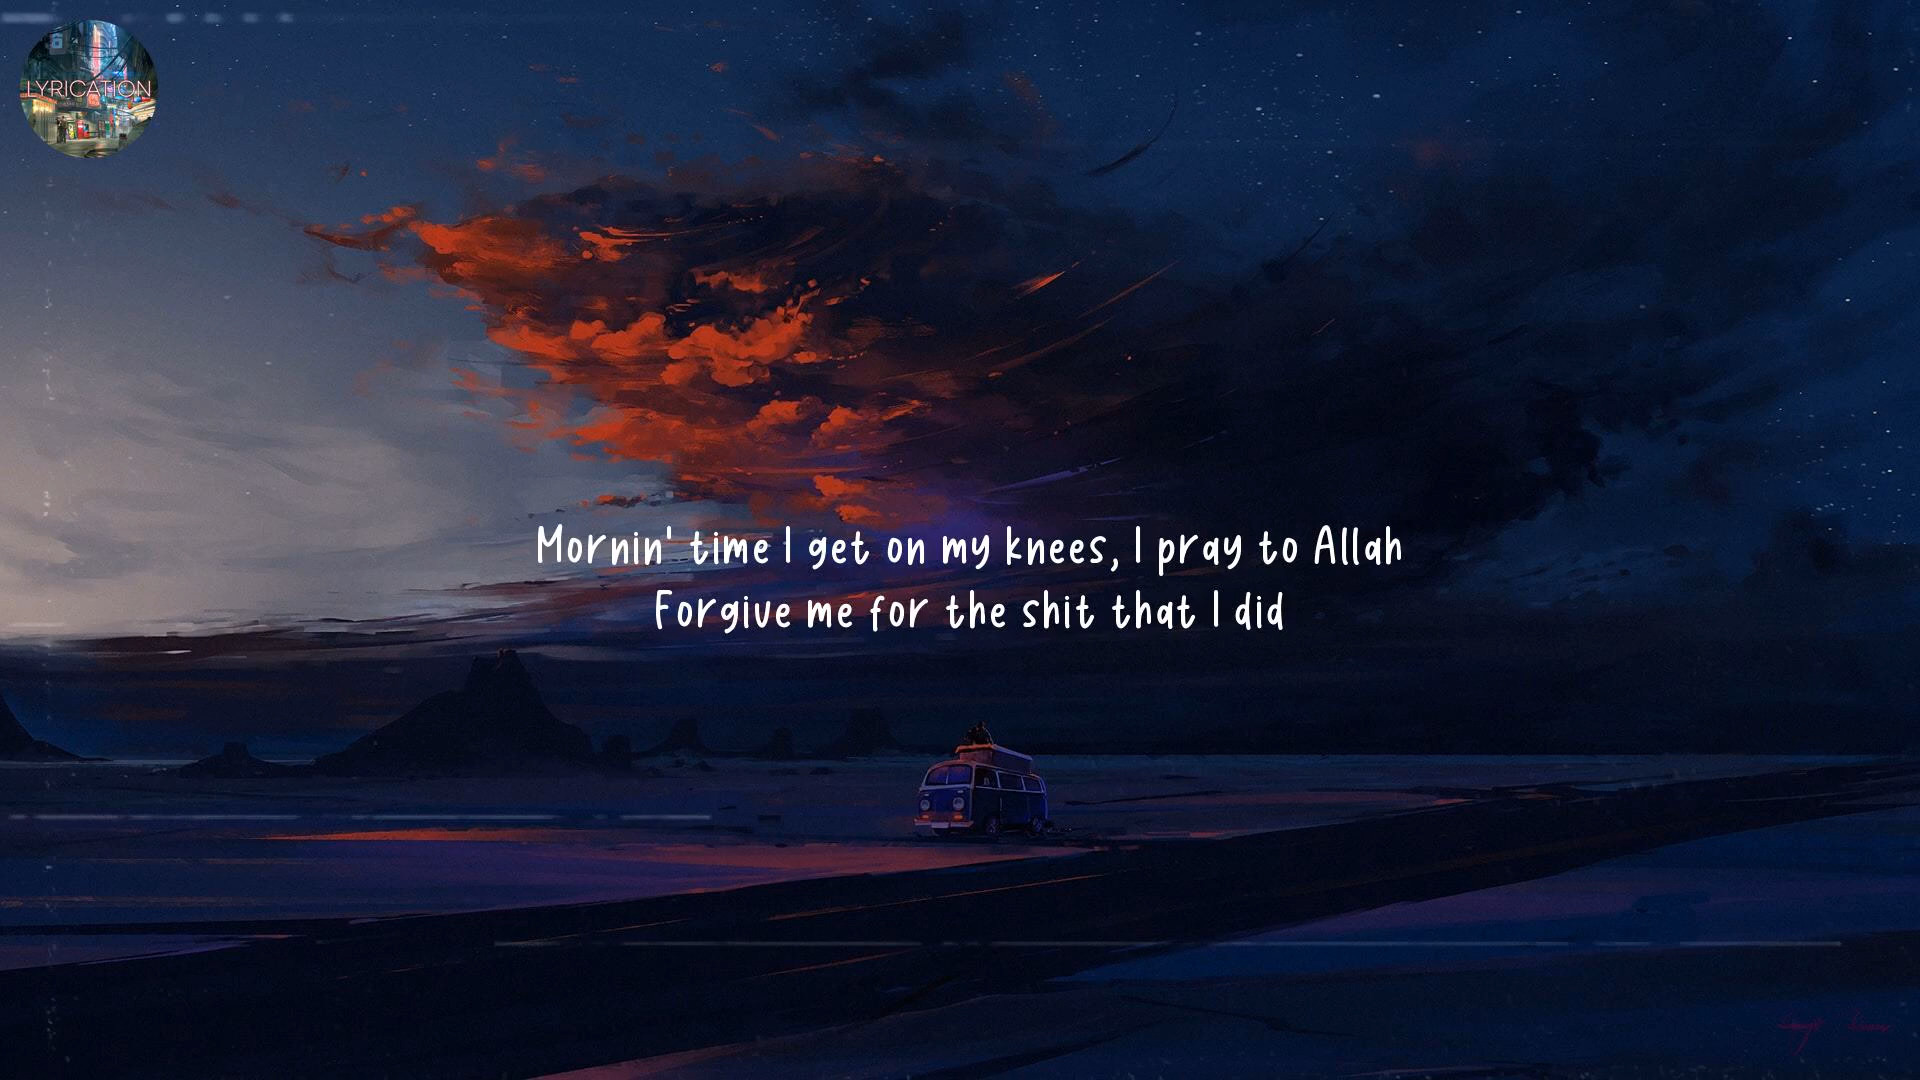 LYRICATION
Mornin' time I get on my knees, I pray to Allah
Forgive me for the shit that I did